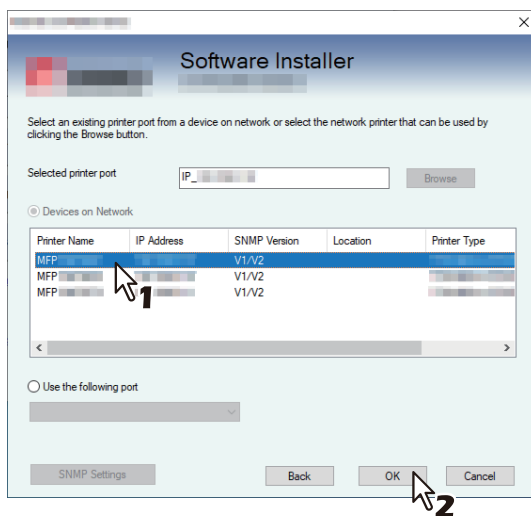 Software Installer
Select an existing printer port from a device on network or select the network printer that can be used by
clicking the Browse button.
Selected printer port IP_ Browse
Devices on Network
Printer Name IP Address SNMP Version Location Printer Type
MFP V1/V2
MFP V1/V2
MFP V1/V2
1
Use the following port
SNMP Settings Back OK Cancel
2